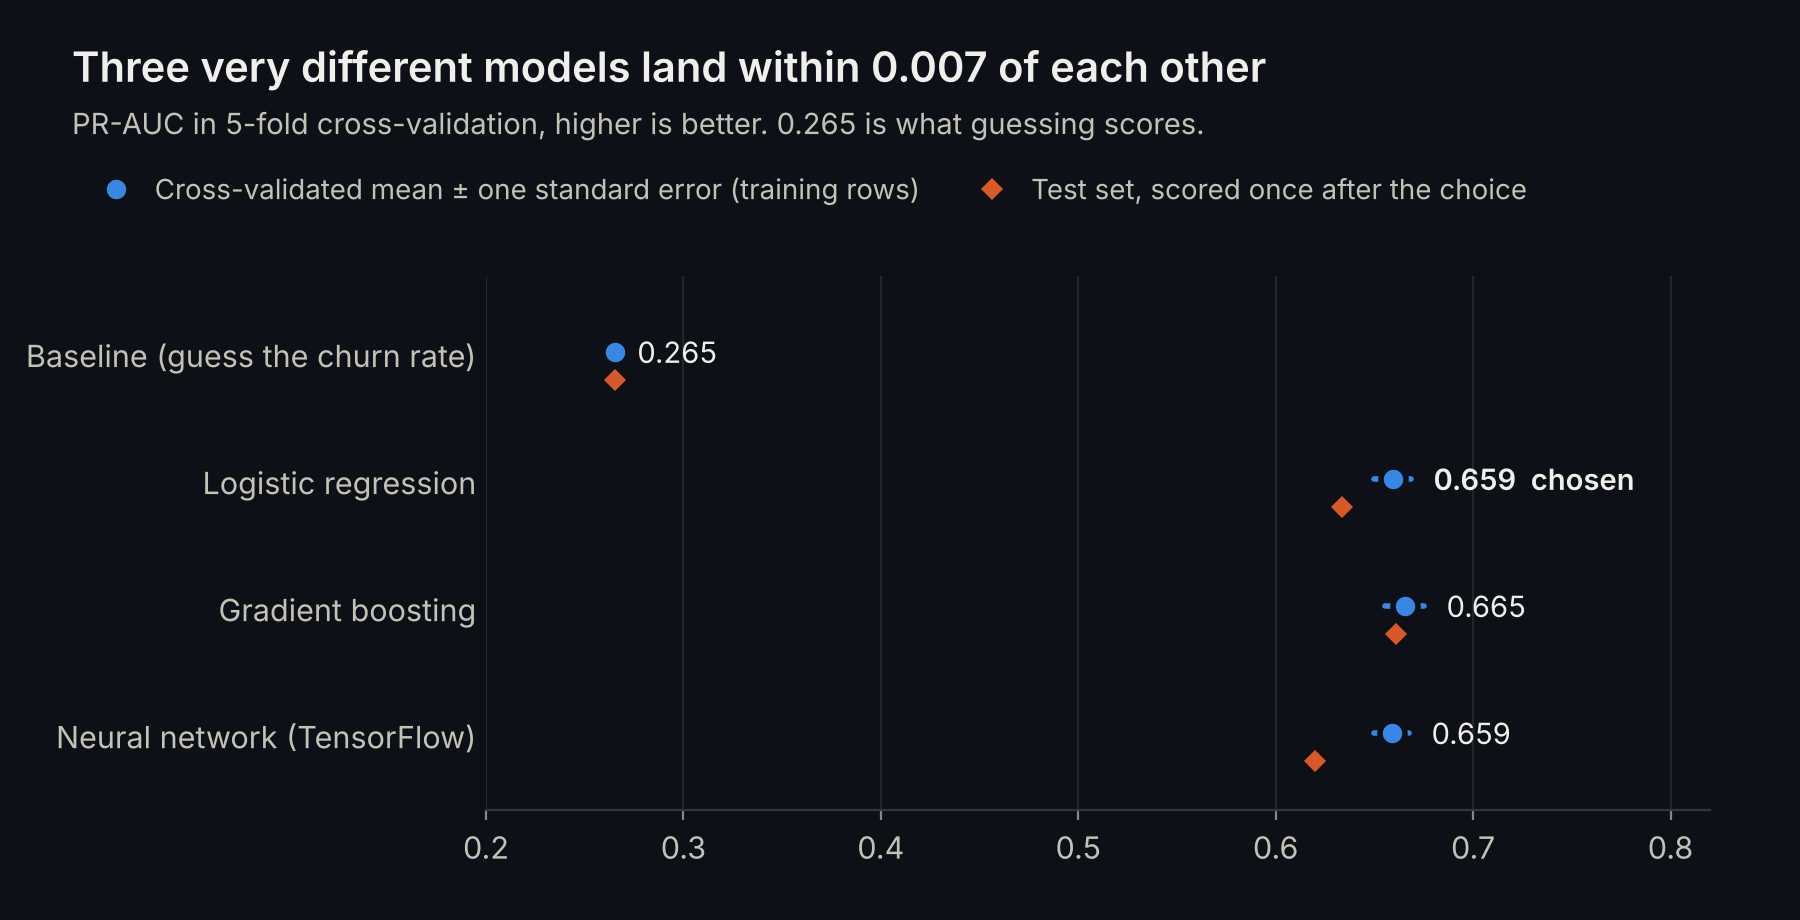 Three very different models land within 0.007 of each other
PR-AUC in 5-fold cross-validation, higher is better. 0.265 is what guessing scores.
Cross-validated mean ± one standard error (training rows) Test set, scored once after the choice
Baseline (guess the churn rate) 0.265
Logistic regression 0.659 chosen
Gradient boosting 0.665
Neural network (TensorFlow) 0.659
0.2 0.3 0.4 0.5 0.6 0.7 0.8